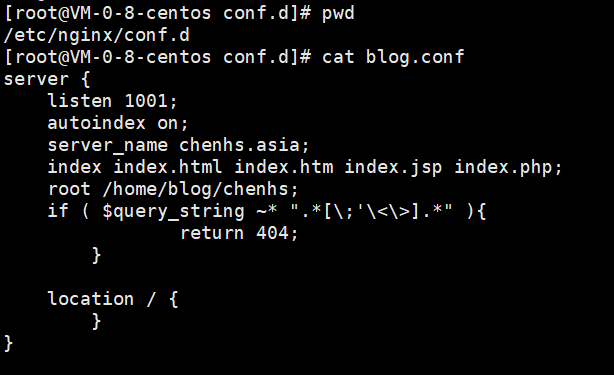 [root@VM-0-8-centos conf.d]# pwd
/etc/nginx/conf.d
[root@VM-0-8-centos conf.d]# cat blog.conf
server {
    listen 1001;
    autoindex on;
    server_name chenhs.asia;
    index index.html index.htm index.jsp index.php;
    root /home/blog/chenhs;
    if ( $query_string ~* ".*[\;'\<\>].*" ){
                return 404;
        }
    location / {
        }
}